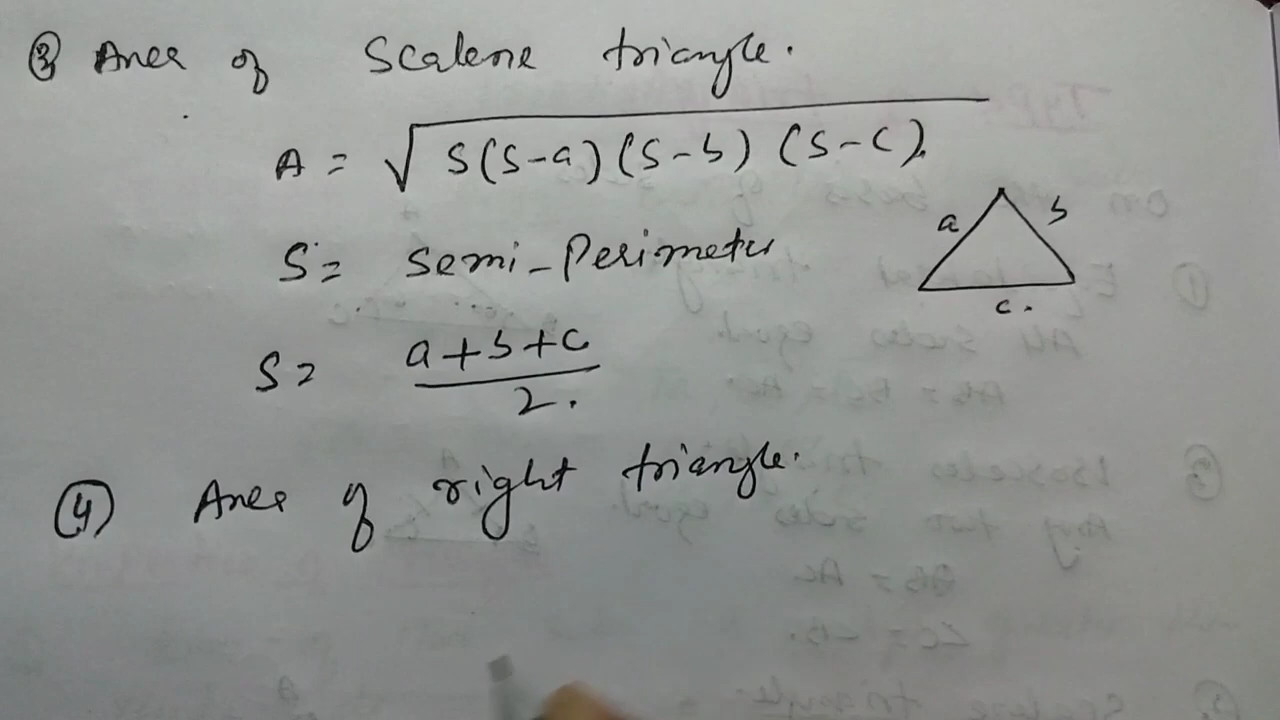 ③ Area of Scalene triangle.
A = √S(S-a)(S-b)(S-c).
S = Semi-Perimeter
a b
c.
S = a+b+c
2.
④ Area of right triangle.